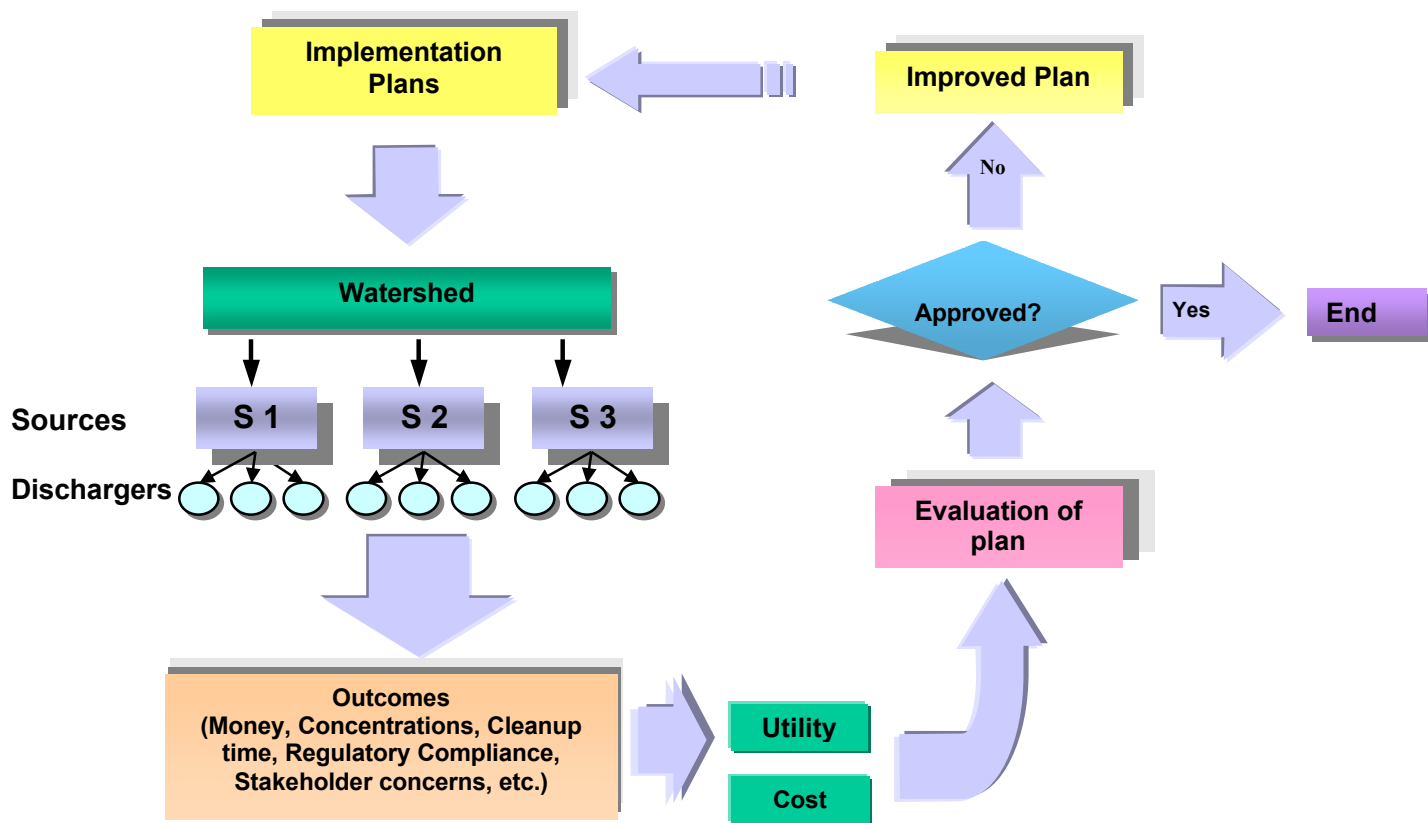 Implementation
Plans
Improved Plan
No
Watershed
Approved?
Yes
End
Sources
S 1
S 2
S 3
Dischargers
Evaluation of
plan
Outcomes
(Money, Concentrations, Cleanup
time, Regulatory Compliance,
Stakeholder concerns, etc.)
Utility
Cost